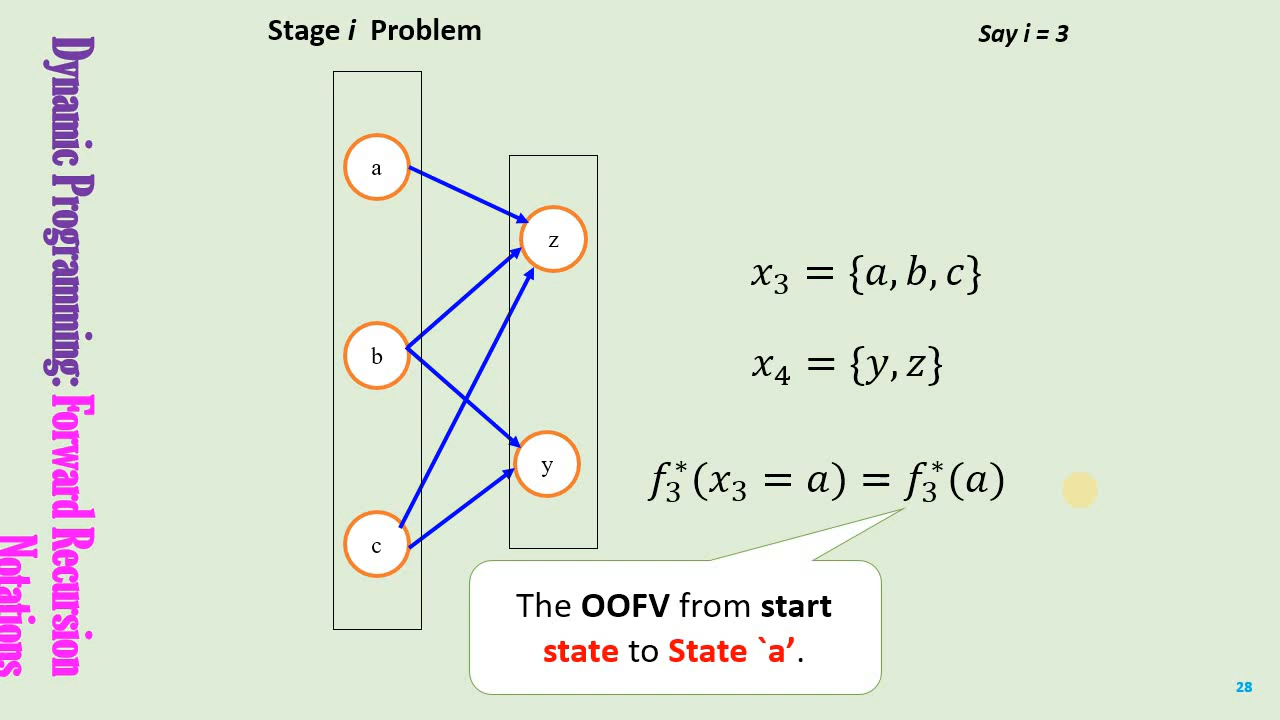 Stage i Problem
Say i = 3
Dynamic Programming: Forward Recursion
Notations
a
z
b
y
c
x₃ = {a, b, c}
x₄ = {y, z}
f₃*(x₃ = a) = f₃*(a)
The OOFV from start
state to State `a’.
28